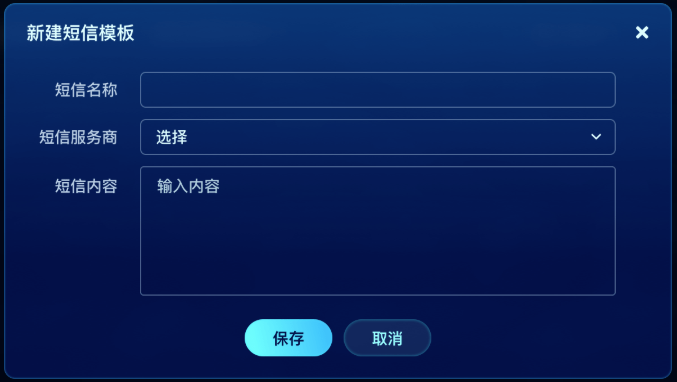 新建短信模板
短信名称
短信服务商 选择
短信内容 输入内容
保存 取消